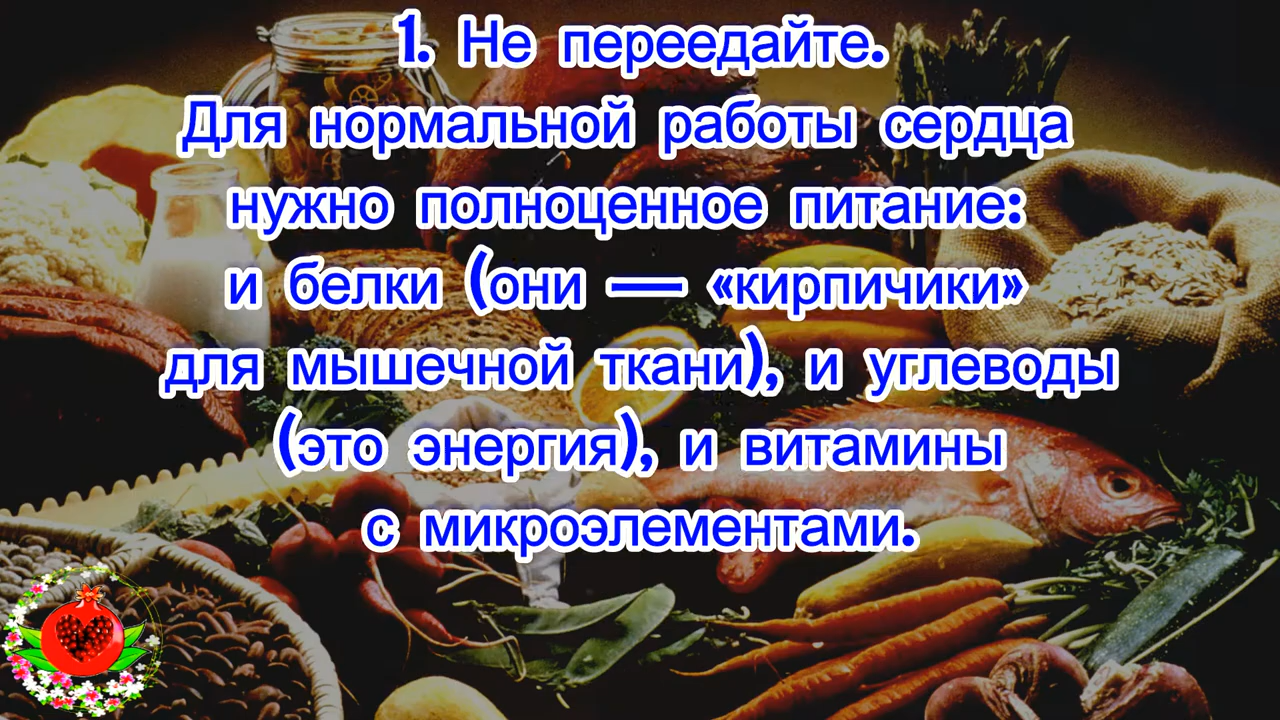 1. Не переедайте.
Для нормальной работы сердца
нужно полноценное питание:
и белки (они — «кирпичики»
для мышечной ткани), и углеводы
(это энергия), и витамины
с микроэлементами.